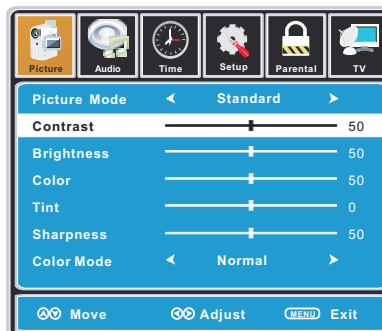 Picture Audio Time Setup Parental TV
Picture Mode Standard
Contrast 50
Brightness 50
Color 50
Tint 0
Sharpness 50
Color Mode Normal
Move Adjust MENU Exit